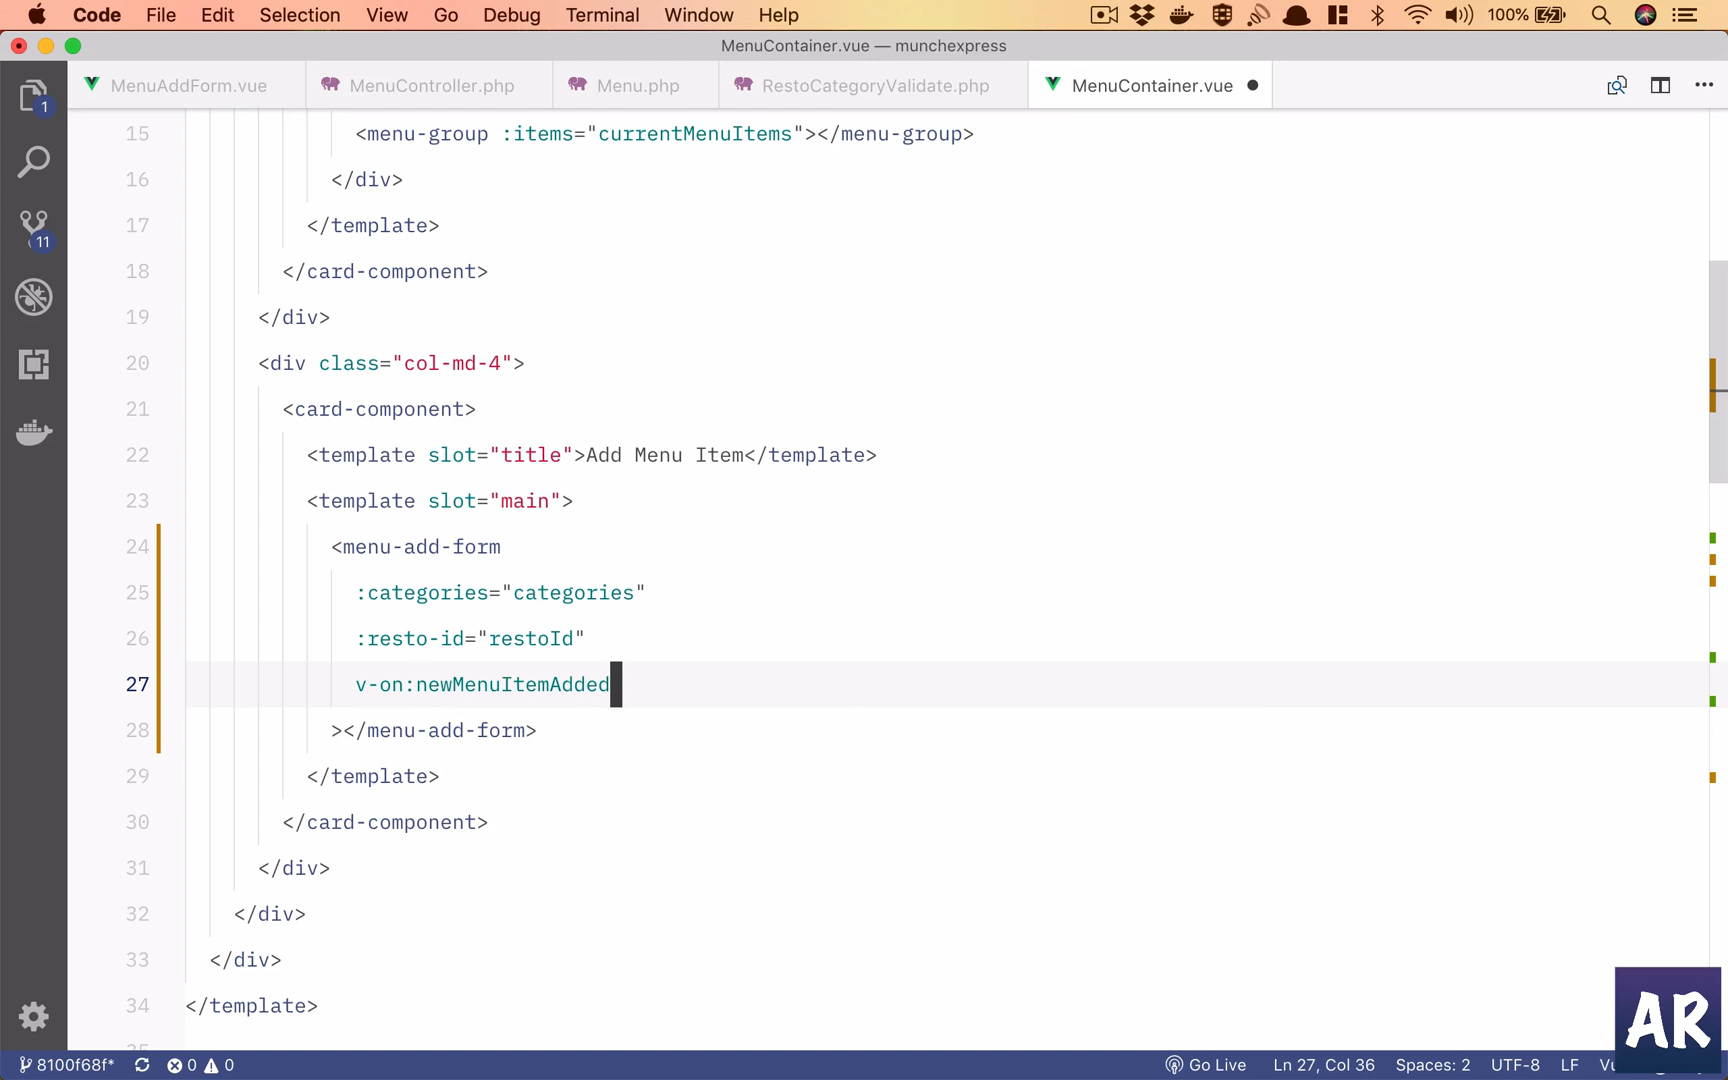 Code File Edit Selection View Go Debug Terminal Window Help 100%
MenuContainer.vue — munchexpress
MenuAddForm.vue MenuController.php Menu.php RestoCategoryValidate.php MenuContainer.vue
1
11
15 <menu-group :items="currentMenuItems"></menu-group>
16 </div>
17 </template>
18 </card-component>
19 </div>
20 <div class="col-md-4">
21 <card-component>
22 <template slot="title">Add Menu Item</template>
23 <template slot="main">
24 <menu-add-form
25 :categories="categories"
26 :resto-id="restoId"
27 v-on:newMenuItemAdded
28 ></menu-add-form>
29 </template>
30 </card-component>
31 </div>
32 </div>
33 </div>
34 </template>
AR
8100f68f* 0 0 Go Live Ln 27, Col 36 Spaces: 2 UTF-8 LF